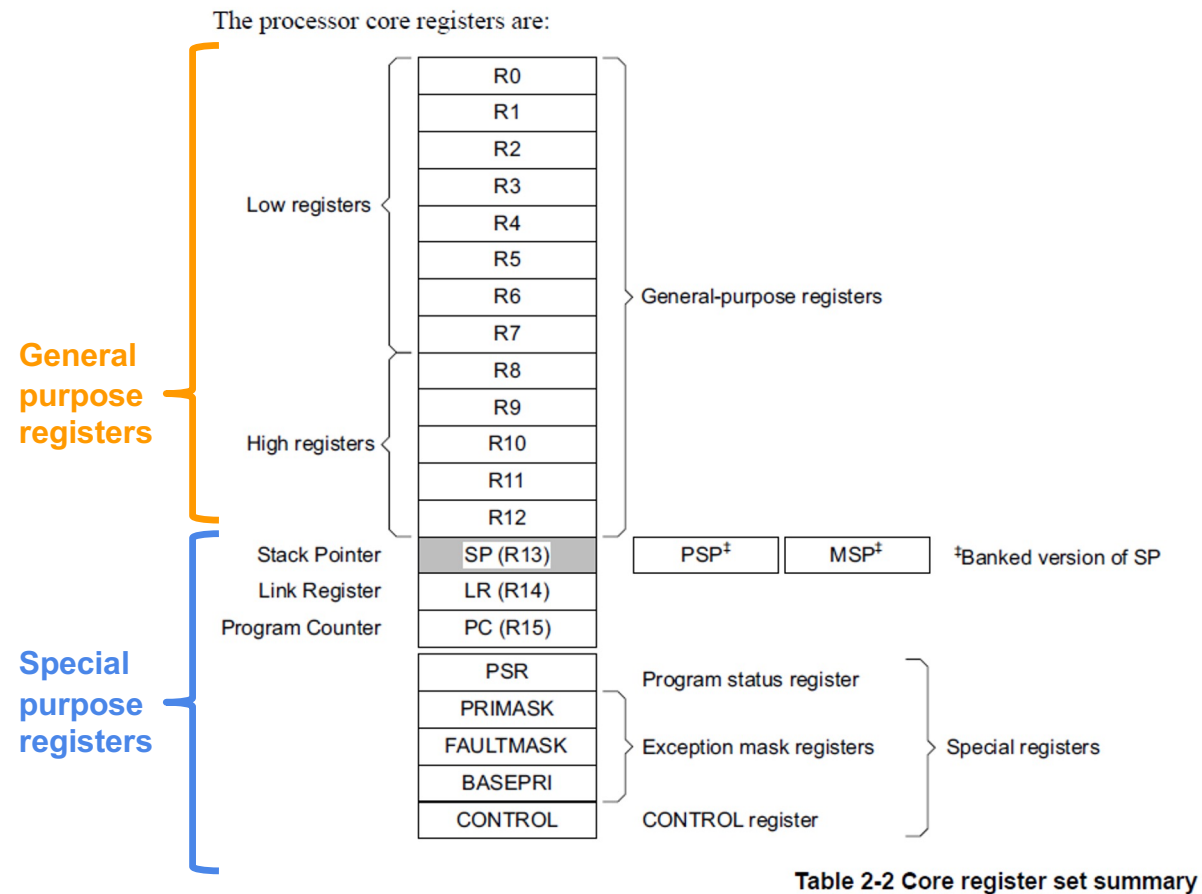 The processor core registers are:
R0
R1
R2
R3
Low registers
R4
R5
R6
General-purpose registers
R7
General
purpose
registers
R8
R9
High registers
R10
R11
R12
Stack Pointer
SP (R13)
PSP‡
MSP‡
‡Banked version of SP
Link Register
LR (R14)
Program Counter
PC (R15)
Special
purpose
registers
PSR
Program status register
PRIMASK
FAULTMASK
Exception mask registers
Special registers
BASEPRI
CONTROL
CONTROL register
Table 2-2 Core register set summary